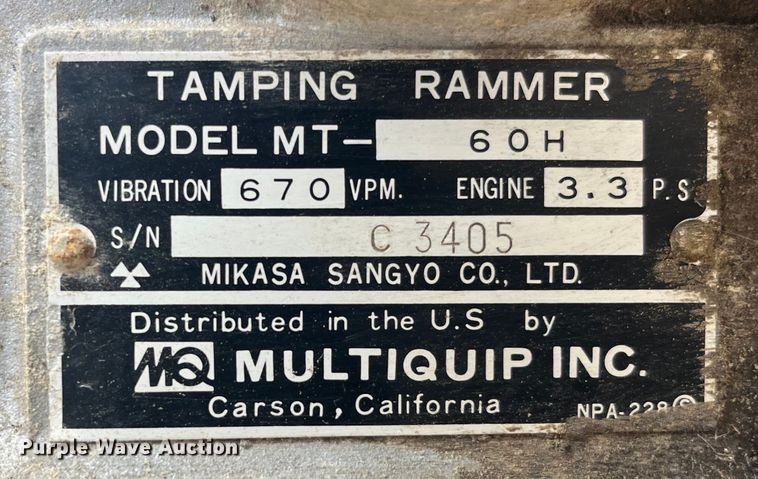 TAMPING RAMMER
MODEL MT- 60H
VIBRATION 670 VPM. ENGINE 3.3 P.S
S/N C 3405
MIKASA SANGYO CO., LTD.
Distributed in the U.S by
MQ MULTIQUIP INC.
Carson, California NPA-228 ©
Purple Wave Auction